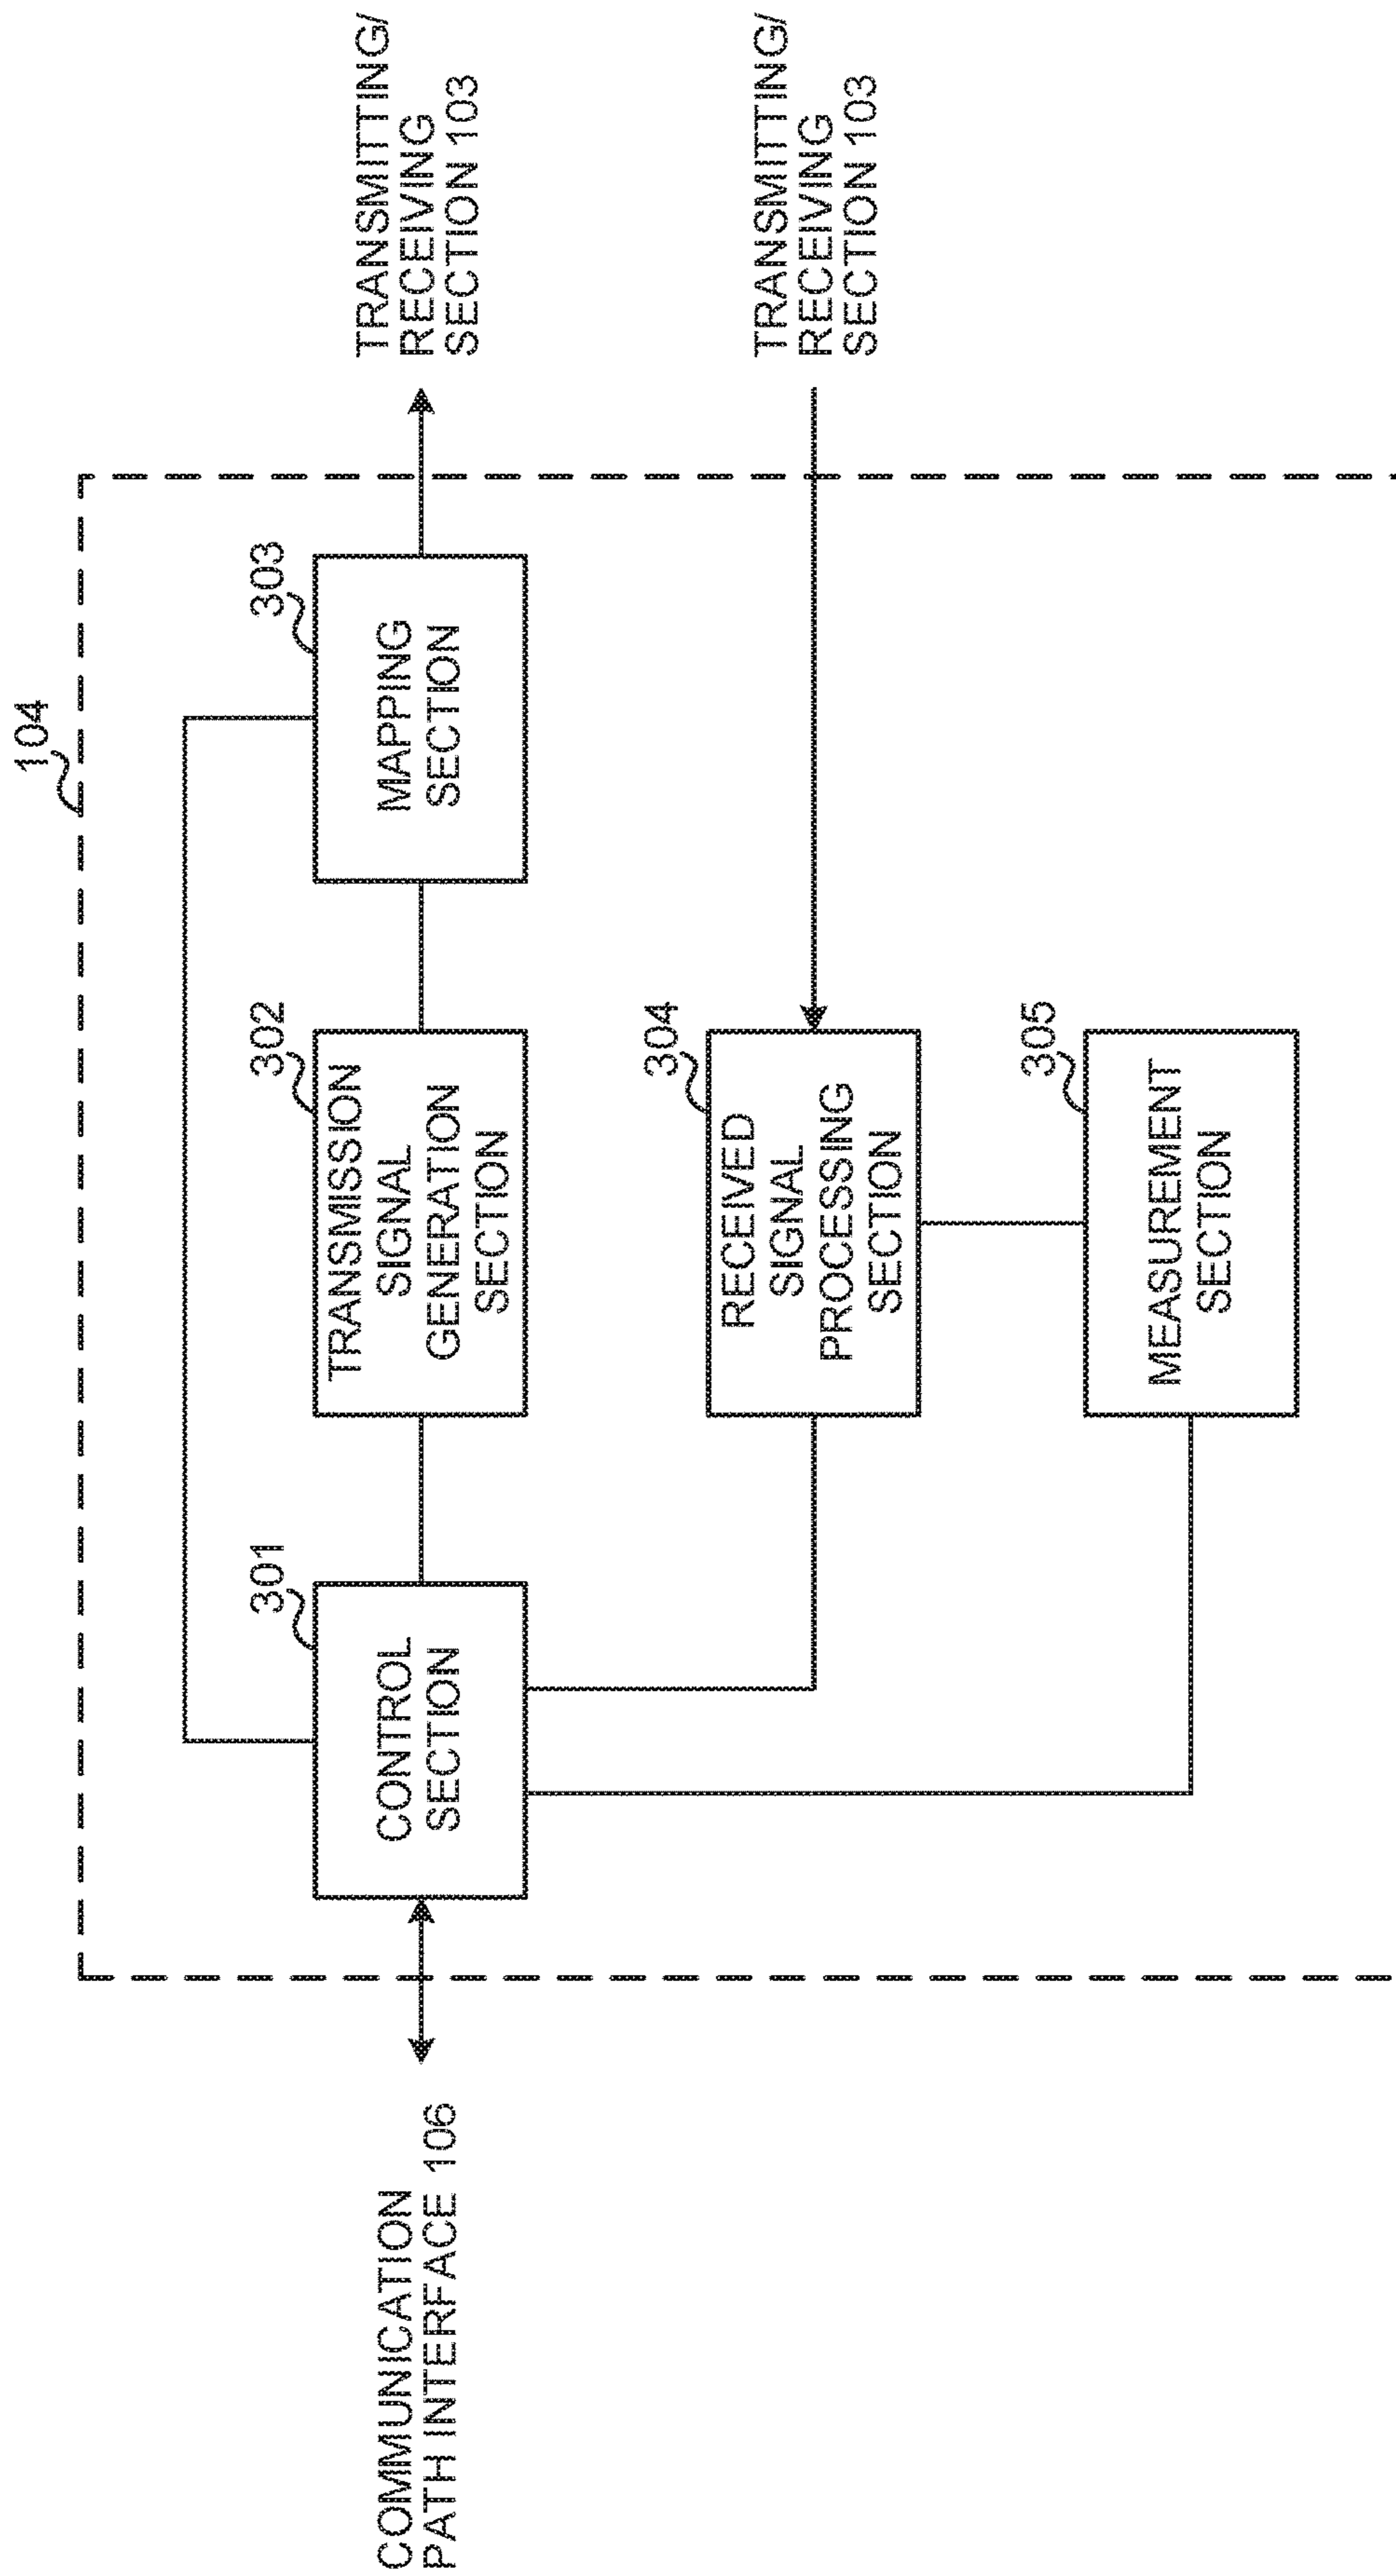 104
301
CONTROL
SECTION
302
TRANSMISSION
SIGNAL
GENERATION
SECTION
303
MAPPING
SECTION
TRANSMITTING/
RECEIVING
SECTION 103
COMMUNICATION
PATH INTERFACE 106
304
RECEIVED
SIGNAL
PROCESSING
SECTION
TRANSMITTING/
RECEIVING
SECTION 103
305
MEASUREMENT
SECTION